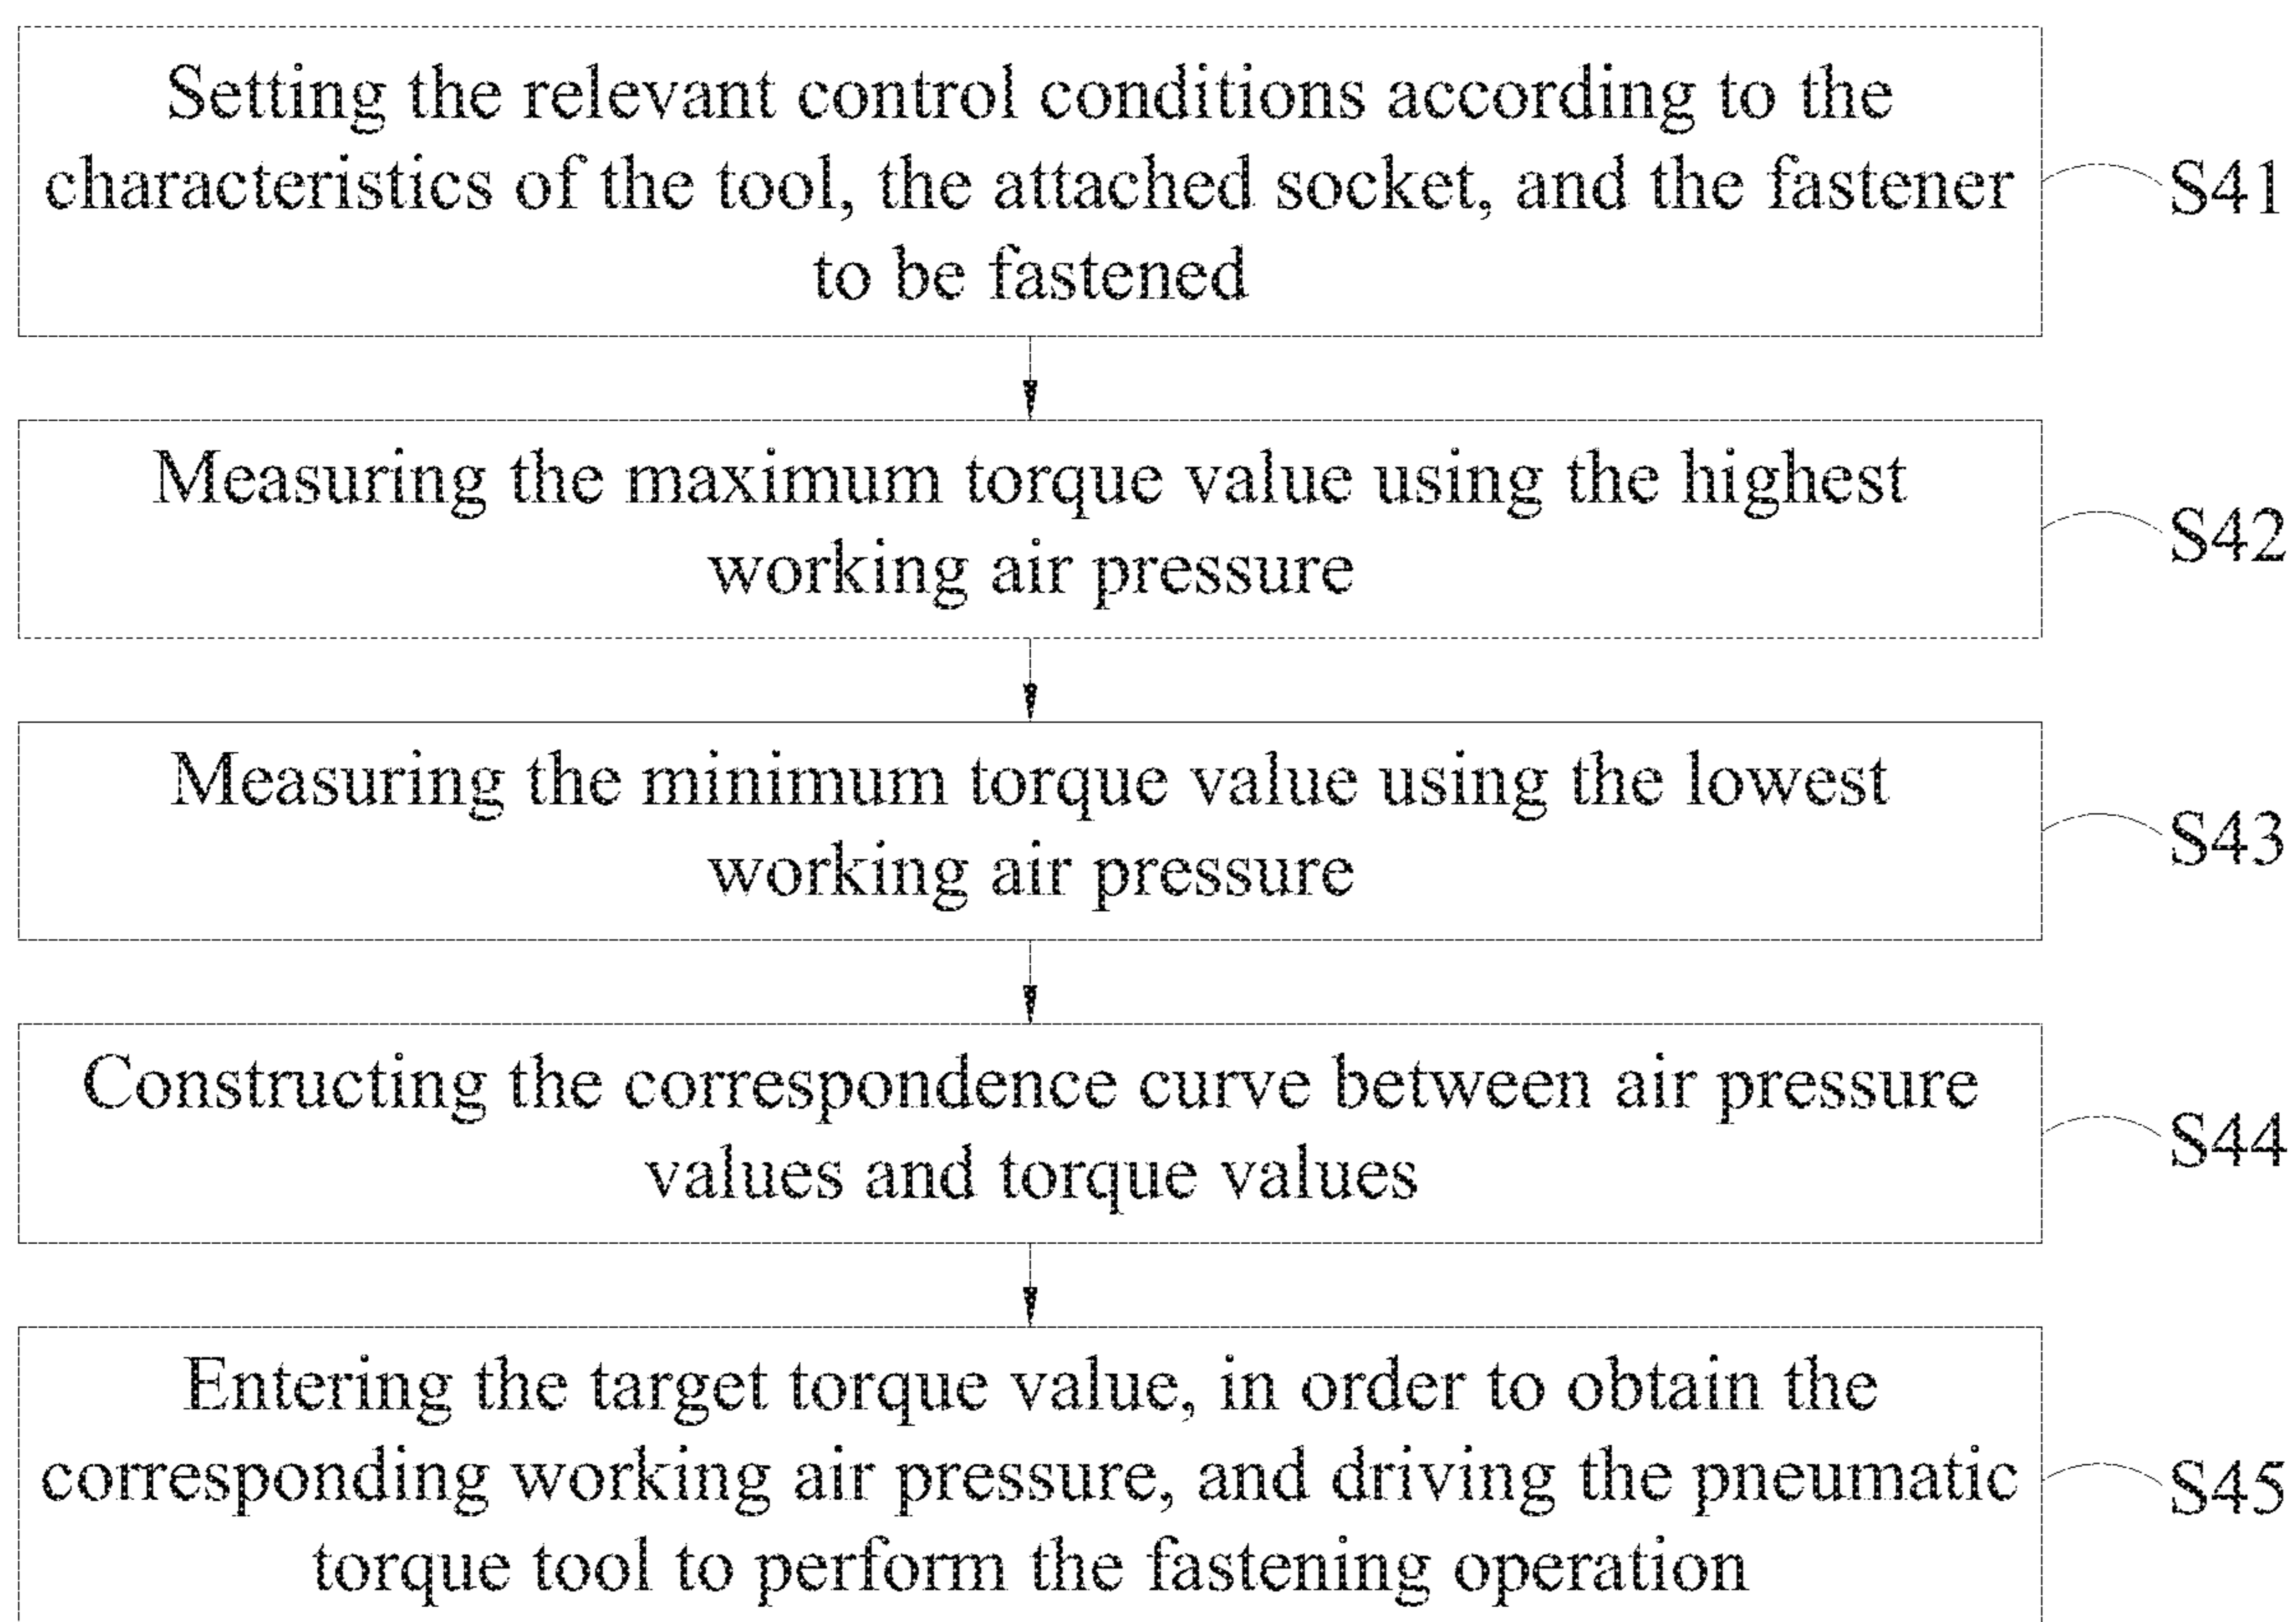 Setting the relevant control conditions according to the
characteristics of the tool, the attached socket, and the fastener
to be fastened
S41
Measuring the maximum torque value using the highest
working air pressure
S42
Measuring the minimum torque value using the lowest
working air pressure
S43
Constructing the correspondence curve between air pressure
values and torque values
S44
Entering the target torque value, in order to obtain the
corresponding working air pressure, and driving the pneumatic
torque tool to perform the fastening operation
S45